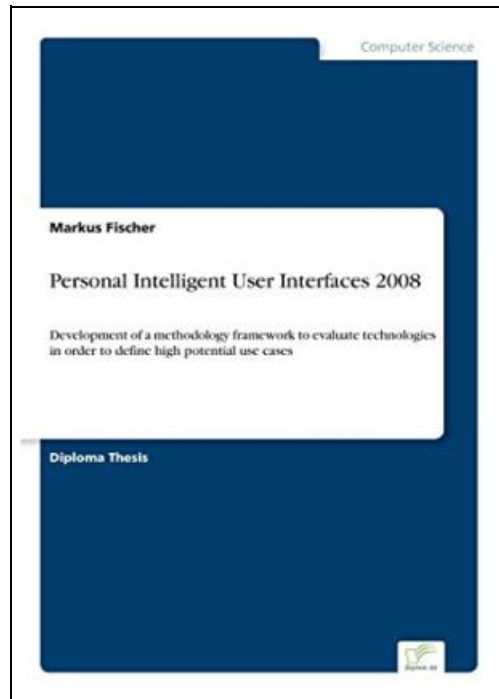 Computer Science
Markus Fischer
Personal Intelligent User Interfaces 2008
Development of a methodology framework to evaluate technologies
in order to define high potential use cases
Diploma Thesis